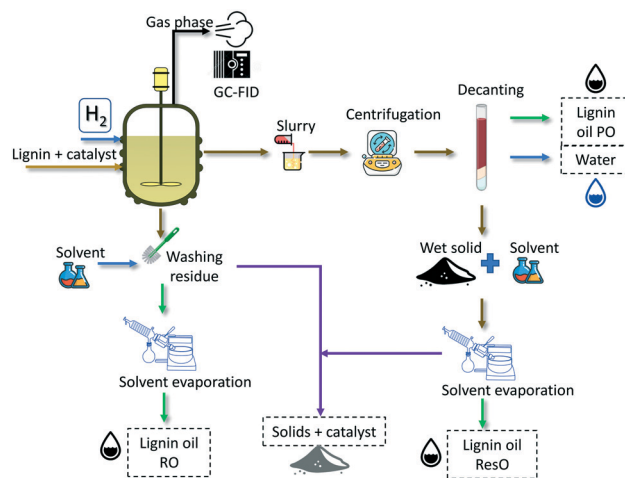 Gas phase
GC-FID
H2
Lignin + catalyst
Slurry
Centrifugation
Decanting
Lignin
oil PO
Water
Solvent
Washing
residue
Wet solid
Solvent
Solvent evaporation
Solvent evaporation
Lignin oil
RO
Solids + catalyst
Lignin oil
ResO